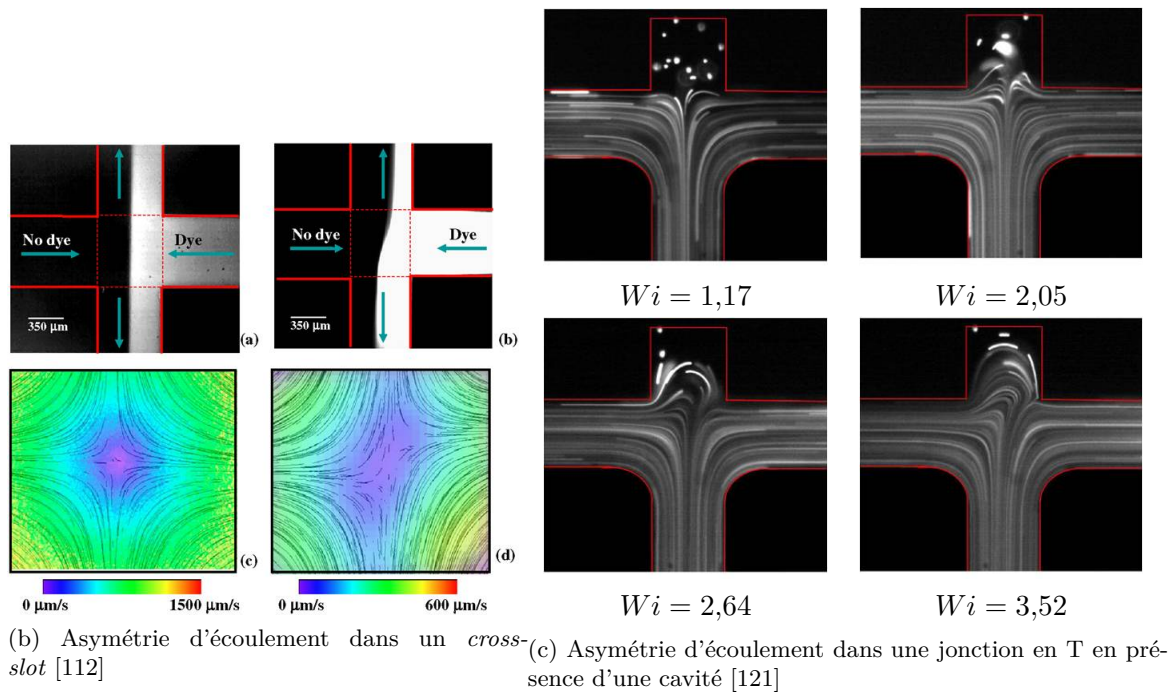 No dye
Dye
350 µm
(a)
No dye
Dye
350 µm
(b)
(c)
(d)
0 µm/s
1500 µm/s
0 µm/s
600 µm/s
(b) Asymétrie d'écoulement dans un cross-
slot [112]
Wi = 1,17
Wi = 2,05
Wi = 2,64
Wi = 3,52
(c) Asymétrie d'écoulement dans une jonction en T en pré-
sence d'une cavité [121]